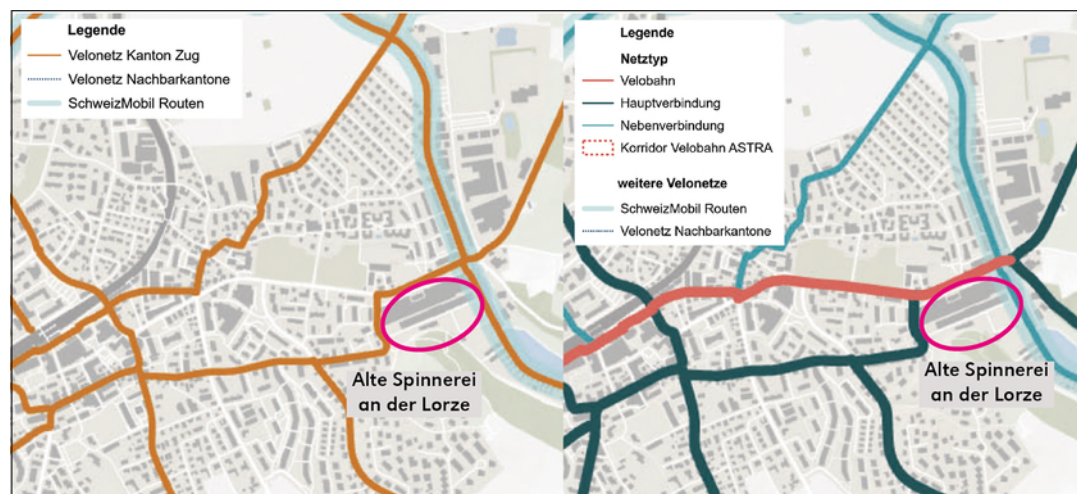 Legende
Velonetz Kanton Zug
Velonetz Nachbarkantone
SchweizMobil Routen
Alte Spinnerei
an der Lorze
Legende
Netztyp
Velobahn
Hauptverbindung
Nebenverbindung
Korridor Velobahn ASTRA
weitere Velonetze
SchweizMobil Routen
Velonetz Nachbarkantone
Alte Spinnerei
an der Lorze